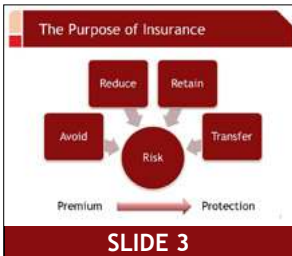 The Purpose of Insurance
Reduce
Retain
Avoid
Transfer
Risk
Premium
Protection
SLIDE 3